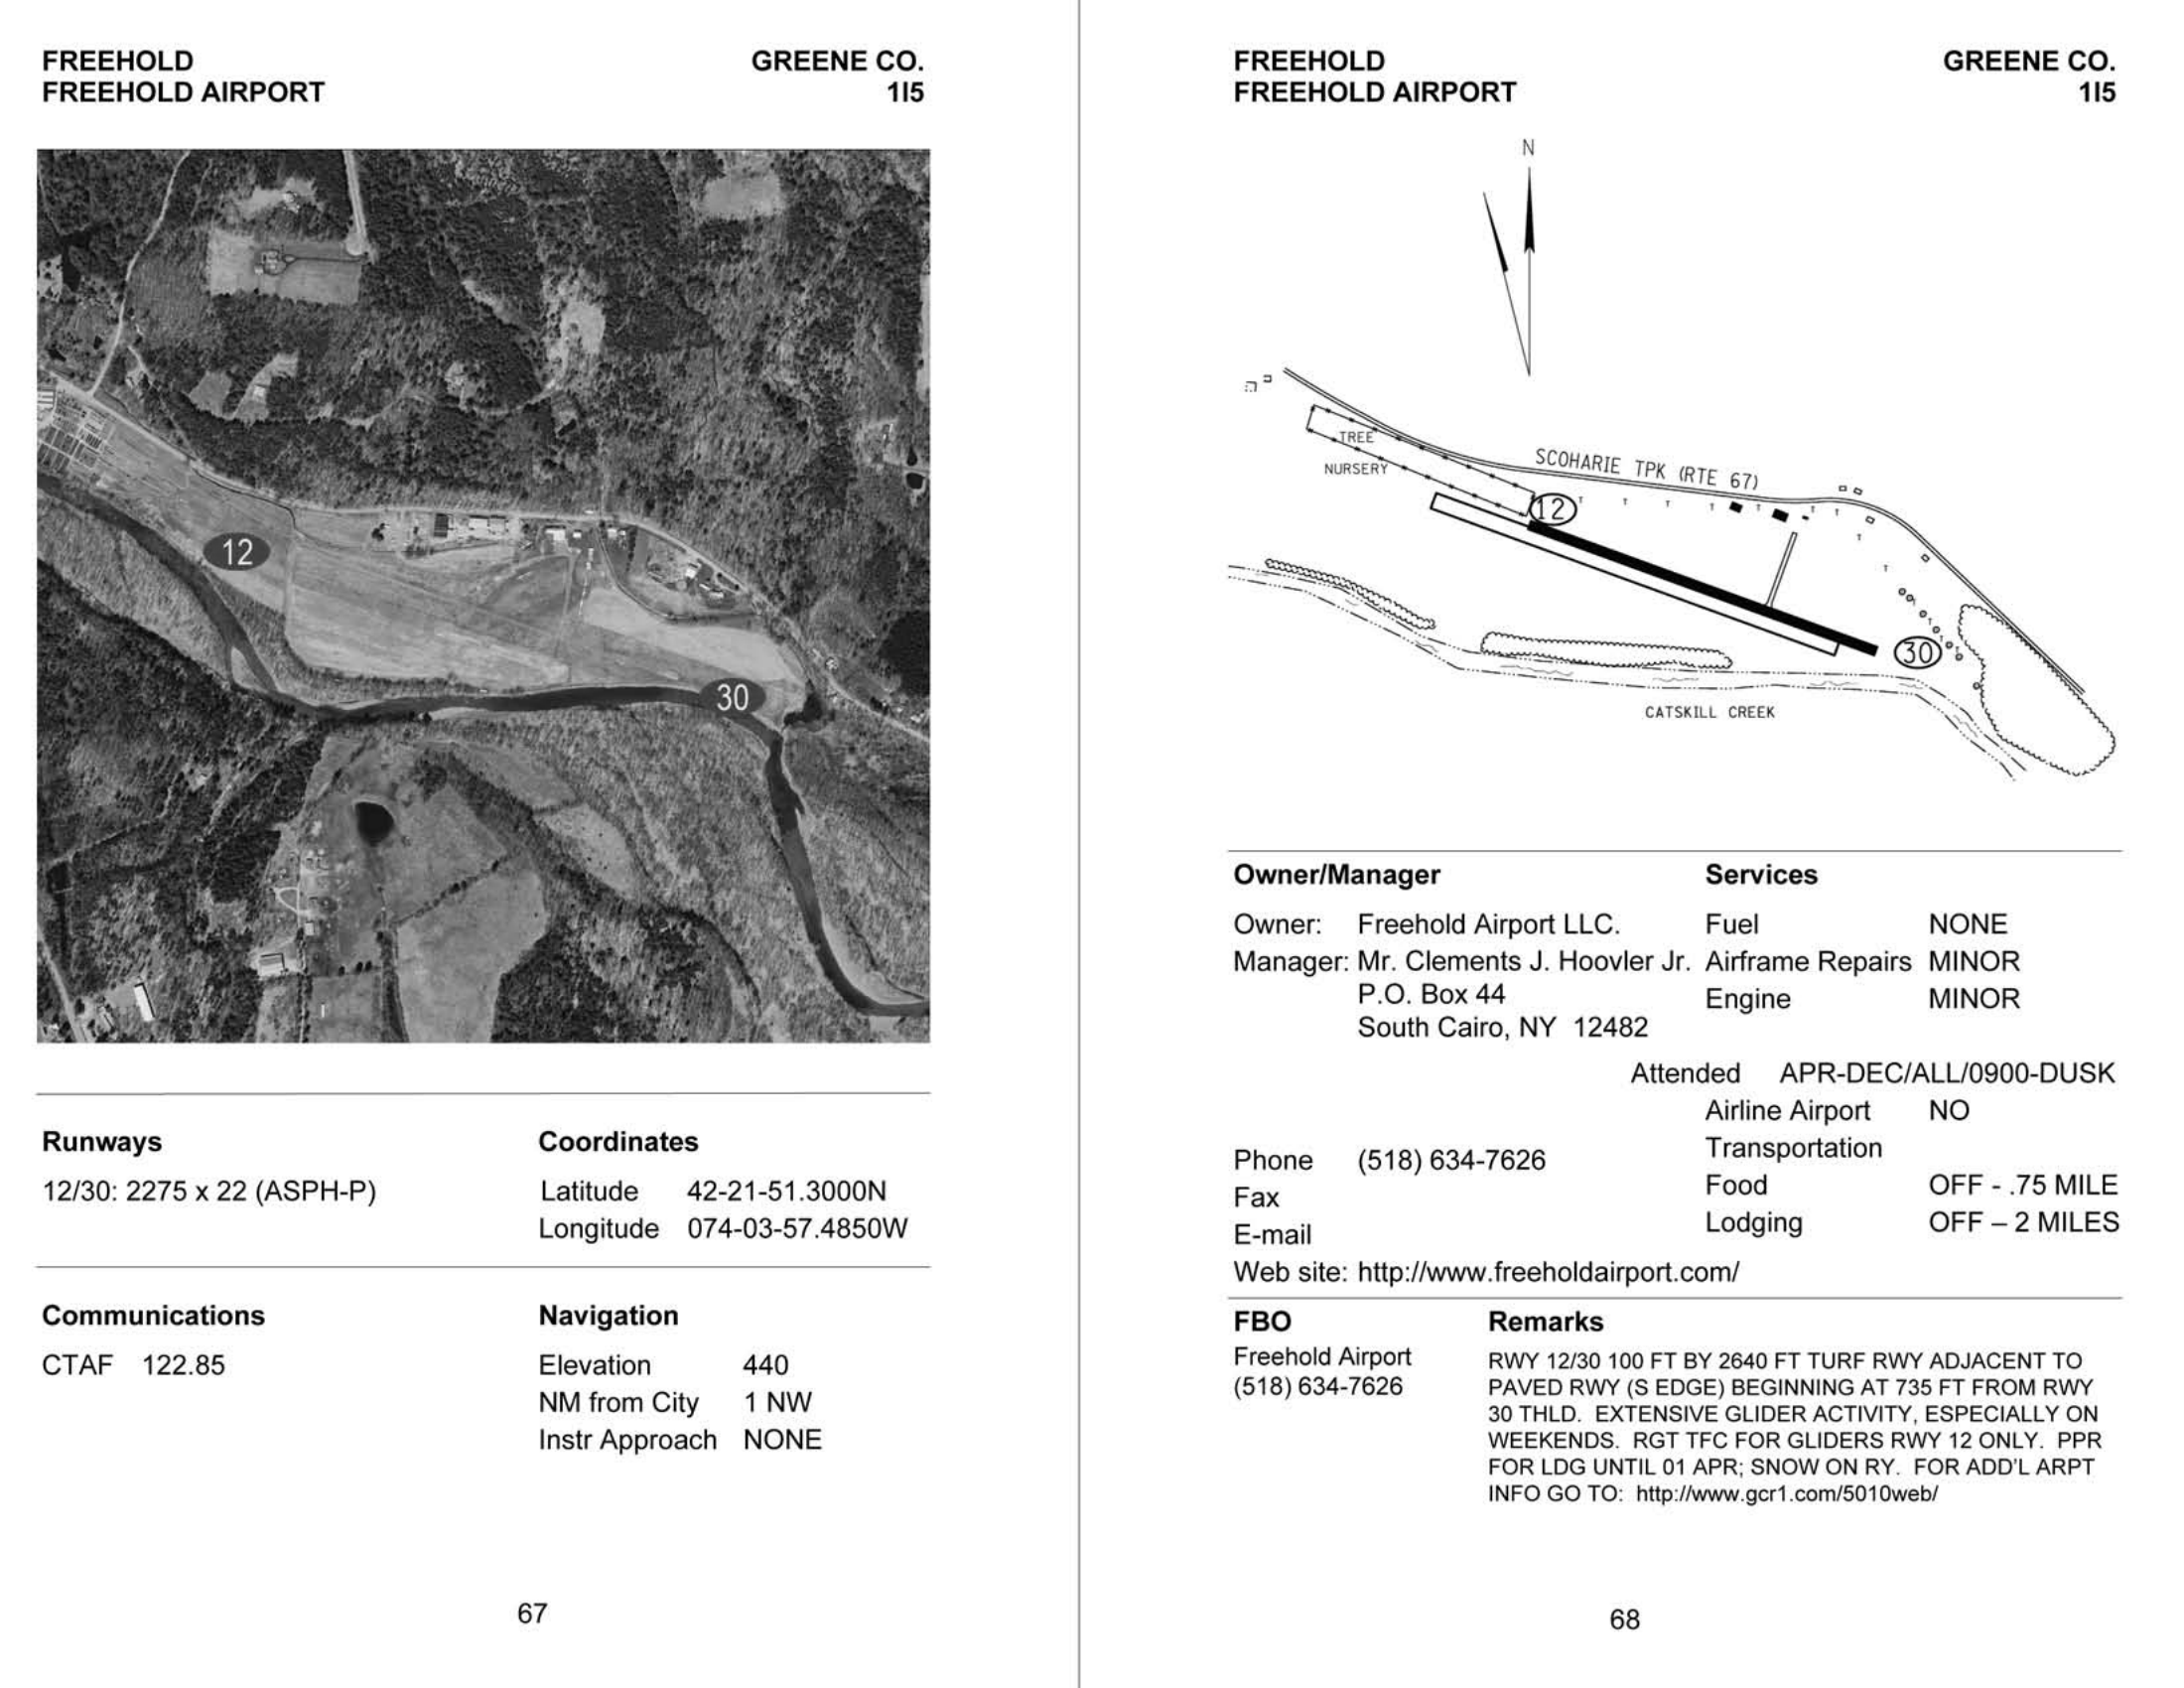 FREEHOLD GREENE CO.
FREEHOLD AIRPORT 1I5
12
30
Runways
12/30: 2275 x 22 (ASPH-P)
Coordinates
Latitude 42-21-51.3000N
Longitude 074-03-57.4850W
Communications
CTAF 122.85
Navigation
Elevation 440
NM from City 1 NW
Instr Approach NONE
67
FREEHOLD GREENE CO.
FREEHOLD AIRPORT 1I5
N
TREE
NURSERY
SCOHARIE TPK (RTE 67)
12
30
CATSKILL CREEK
Owner/Manager
Owner: Freehold Airport LLC.
Manager: Mr. Clements J. Hoovler Jr.
P.O. Box 44
South Cairo, NY 12482
Phone (518) 634-7626
Fax
E-mail
Web site: http://www.freeholdairport.com/
Services
Fuel NONE
Airframe Repairs MINOR
Engine MINOR
Attended APR-DEC/ALL/0900-DUSK
Airline Airport NO
Transportation
Food OFF - .75 MILE
Lodging OFF – 2 MILES
FBO
Freehold Airport
(518) 634-7626
Remarks
RWY 12/30 100 FT BY 2640 FT TURF RWY ADJACENT TO
PAVED RWY (S EDGE) BEGINNING AT 735 FT FROM RWY
30 THLD. EXTENSIVE GLIDER ACTIVITY, ESPECIALLY ON
WEEKENDS. RGT TFC FOR GLIDERS RWY 12 ONLY. PPR
FOR LDG UNTIL 01 APR; SNOW ON RY. FOR ADD'L ARPT
INFO GO TO: http://www.gcr1.com/5010web/
68